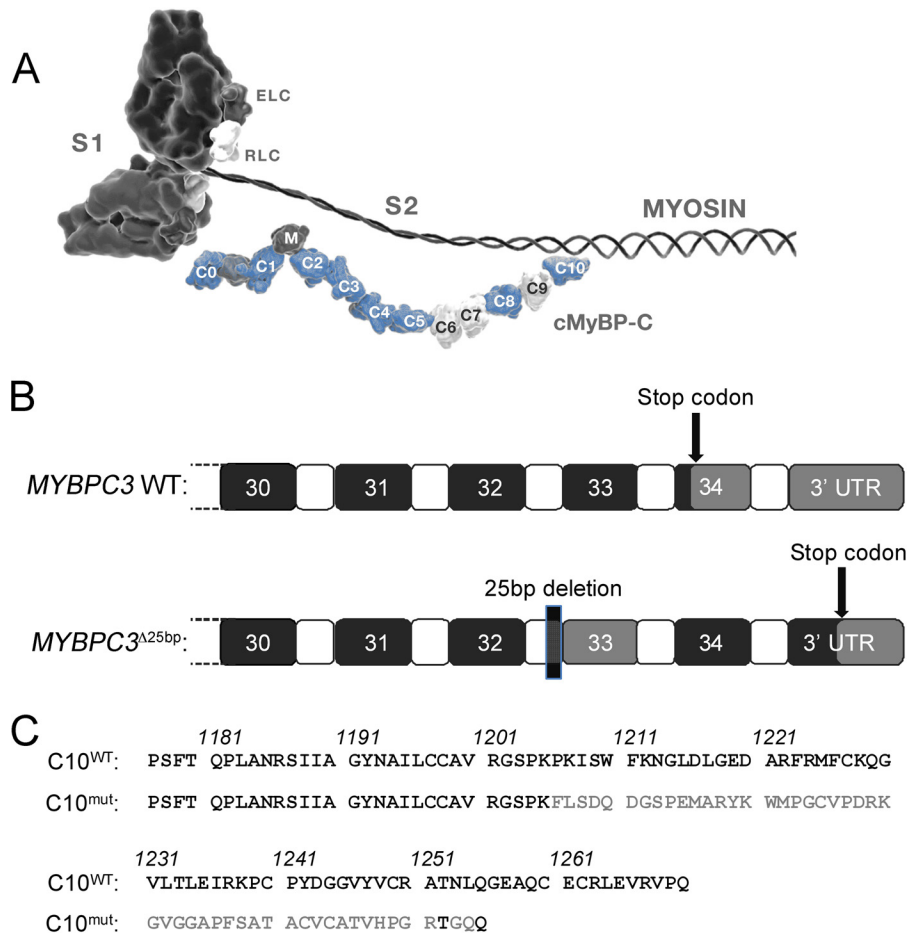 A
S1
ELC
RLC
S2
MYOSIN
M
C0
C1
C2
C3
C4
C5
C6
C7
C8
C9
C10
cMyBP-C
B
Stop codon
MYBPC3 WT:
30
31
32
33
34
3' UTR
Stop codon
25bp deletion
MYBPC3Δ25bp:
30
31
32
33
34
3' UTR
C
1181 1191 1201 1211 1221
C10WT: PSFT QPLANRSIIA GYNAILCCAV RGSPKPKISW FKNGLDLGED ARFRMFCKQG
C10mut: PSFT QPLANRSIIA GYNAILCCAV RGSPKFLSDQ DGSPEMARYK WMPGCVPDRK
1231 1241 1251 1261
C10WT: VLTLEIRKPC PYDGGVYVCR ATNLQGEAQC ECRLEVRVPQ
C10mut: GVGGAPFSAT ACVCATVHPG RTGQQ